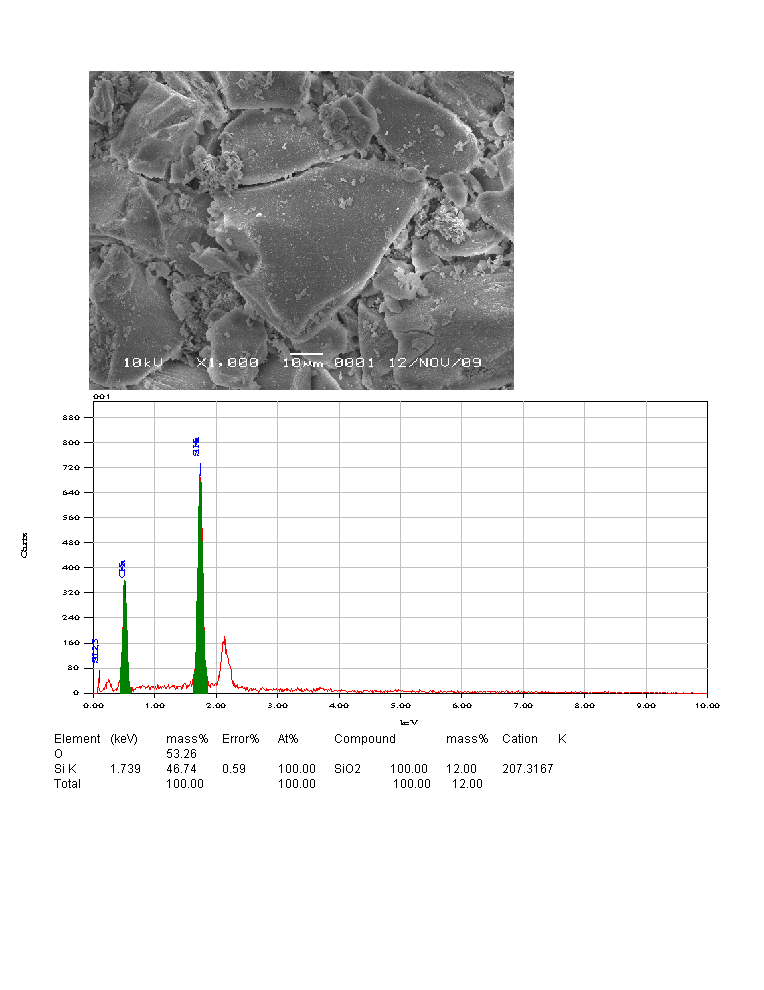 10kV X1,000 10μm 0001 12/NOV/09
001
880
800
720
640
560
480
400
320
240
160
80
0
Counts
0.00 1.00 2.00 3.00 4.00 5.00 6.00 7.00 8.00 9.00 10.00
keV
Element (keV) mass% Error% At% Compound mass% Cation K
O 53.26
Si K 1.739 46.74 0.59 100.00 SiO2 100.00 12.00 207.3167
Total 100.00 100.00 100.00 12.00